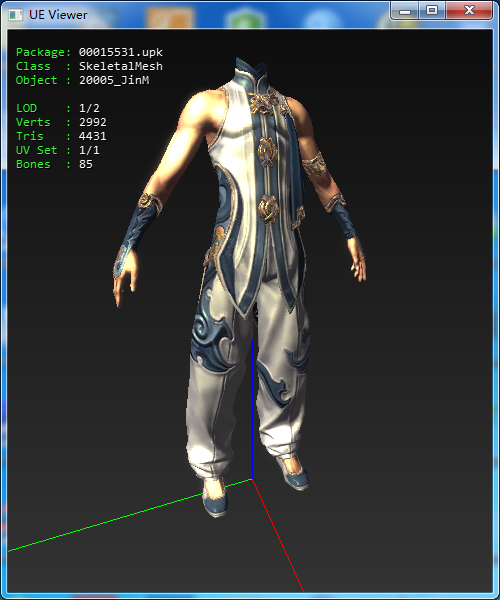 UE Viewer
Package: 00015531.upk
Class : SkeletalMesh
Object : 20005_JinM
LOD : 1/2
Verts : 2992
Tris : 4431
UV Set : 1/1
Bones : 85